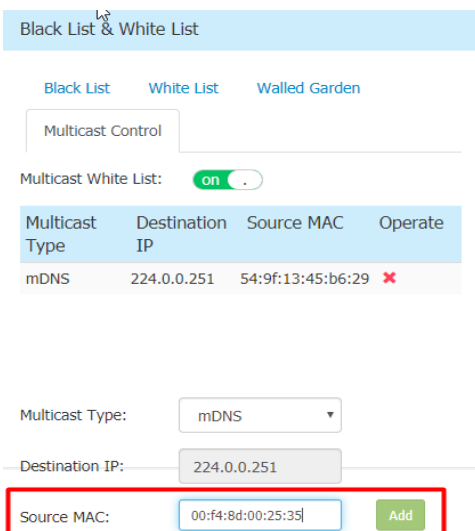 Black List & White List
Black List White List Walled Garden
Multicast Control
Multicast White List: on .
Multicast Type Destination IP Source MAC Operate
mDNS 224.0.0.251 54:9f:13:45:b6:29
Multicast Type: mDNS
Destination IP: 224.0.0.251
Source MAC: 00:f4:8d:00:25:35 Add